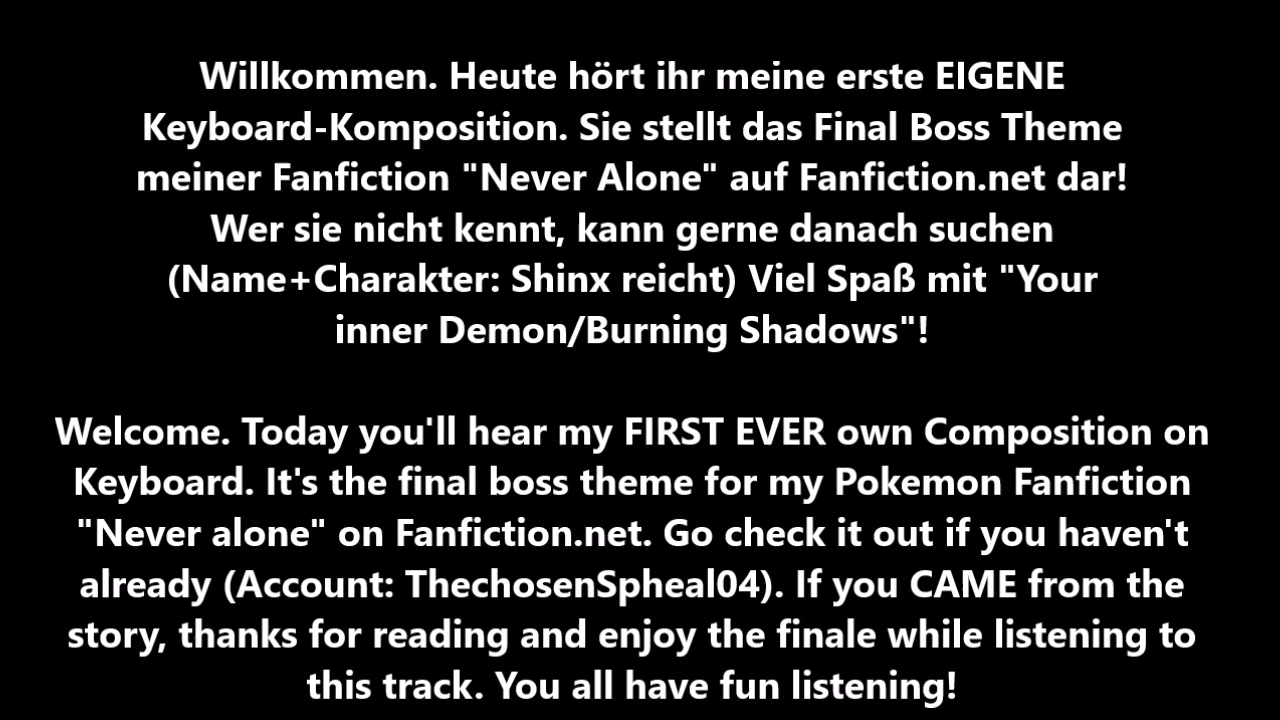 Willkommen. Heute hört ihr meine erste EIGENE
Keyboard-Komposition. Sie stellt das Final Boss Theme
meiner Fanfiction "Never Alone" auf Fanfiction.net dar!
Wer sie nicht kennt, kann gerne danach suchen
(Name+Charakter: Shinx reicht) Viel Spaß mit "Your
inner Demon/Burning Shadows"!
Welcome. Today you'll hear my FIRST EVER own Composition on
Keyboard. It's the final boss theme for my Pokemon Fanfiction
"Never alone" on Fanfiction.net. Go check it out if you haven't
already (Account: ThechosenSpheal04). If you CAME from the
story, thanks for reading and enjoy the finale while listening to
this track. You all have fun listening!